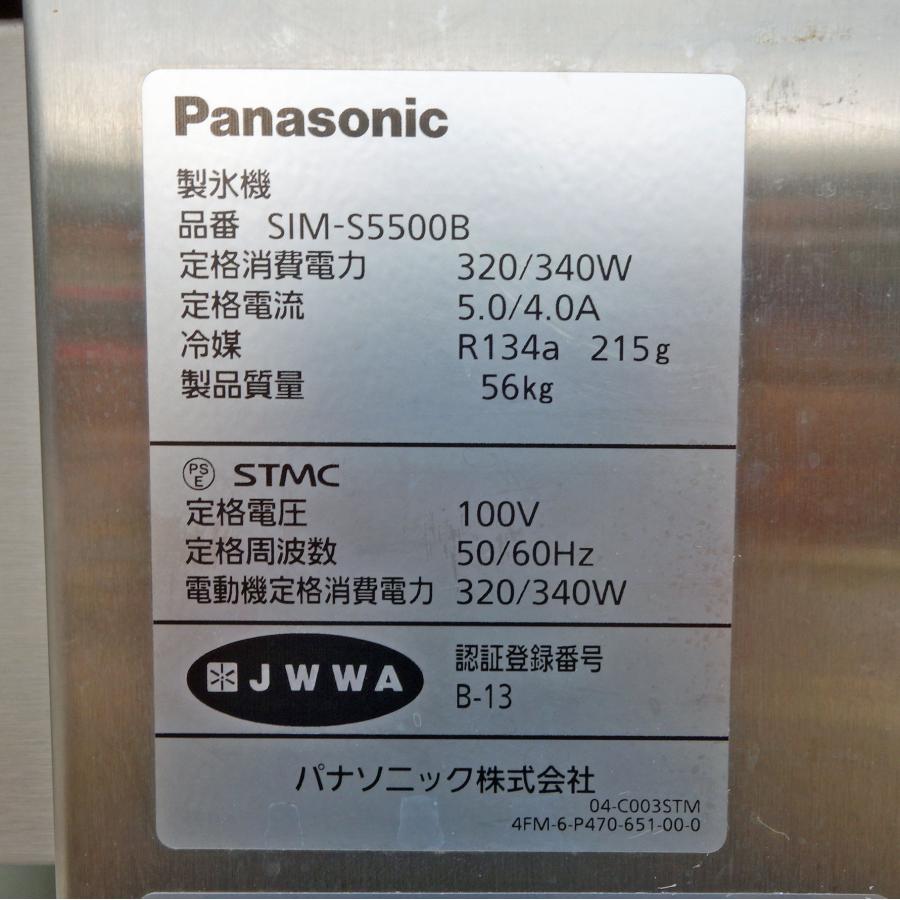 Panasonic
製氷機
品番 SIM-S5500B
定格消費電力 320/340W
定格電流 5.0/4.0A
冷媒 R134a 215g
製品質量 56kg
PSE STMC
定格電圧 100V
定格周波数 50/60Hz
電動機定格消費電力 320/340W
JWWA 認証登録番号
B-13
パナソニック株式会社
04-C003STM
4FM-6-P470-651-00-0